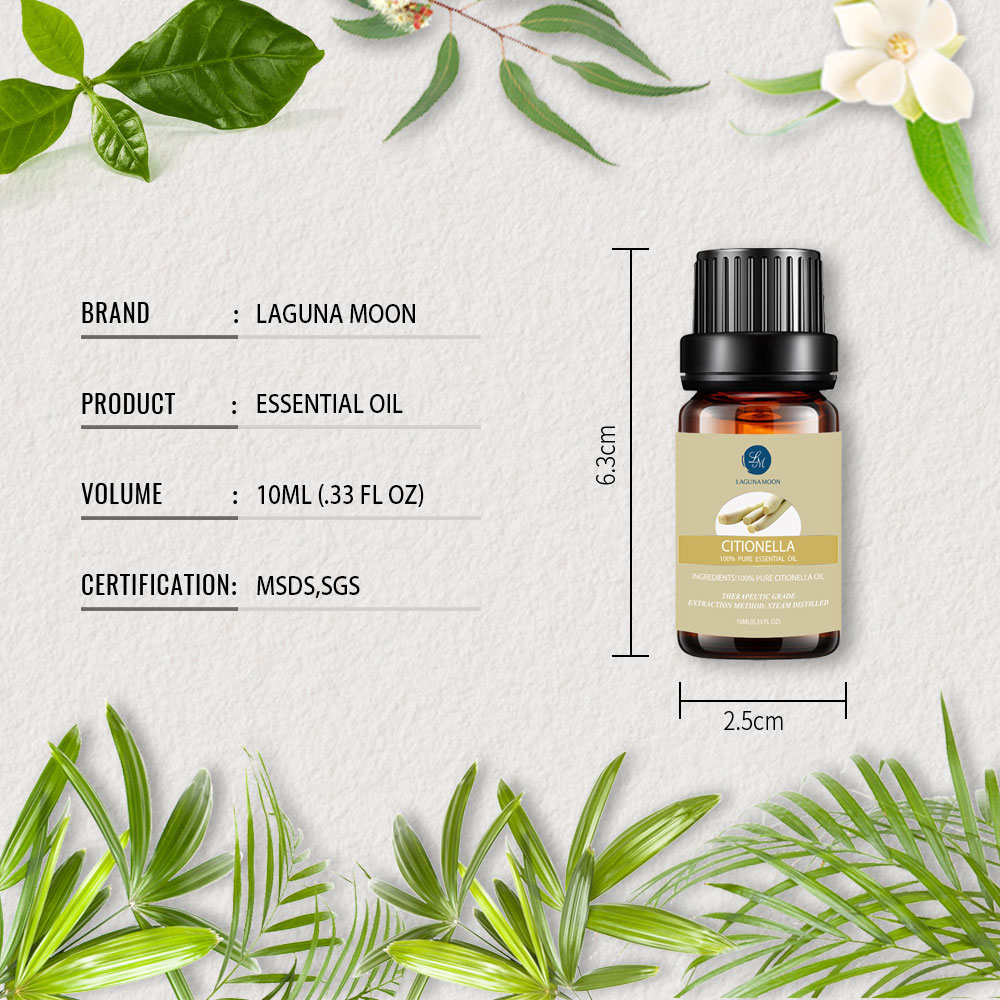 BRAND : LAGUNA MOON
PRODUCT : ESSENTIAL OIL
VOLUME : 10ML (.33 FL OZ)
CERTIFICATION: MSDS,SGS
6.3cm
LM
LAGUNAMOON
CITIONELLA
100% PURE ESSENTIAL OIL
INGREDIENTS:100% PURE CITIONELLA OIL
THERAPEUTIC GRADE
EXTRACTION METHOD: STEAM DISTILLED
10ML(0.33 FL OZ)
2.5cm